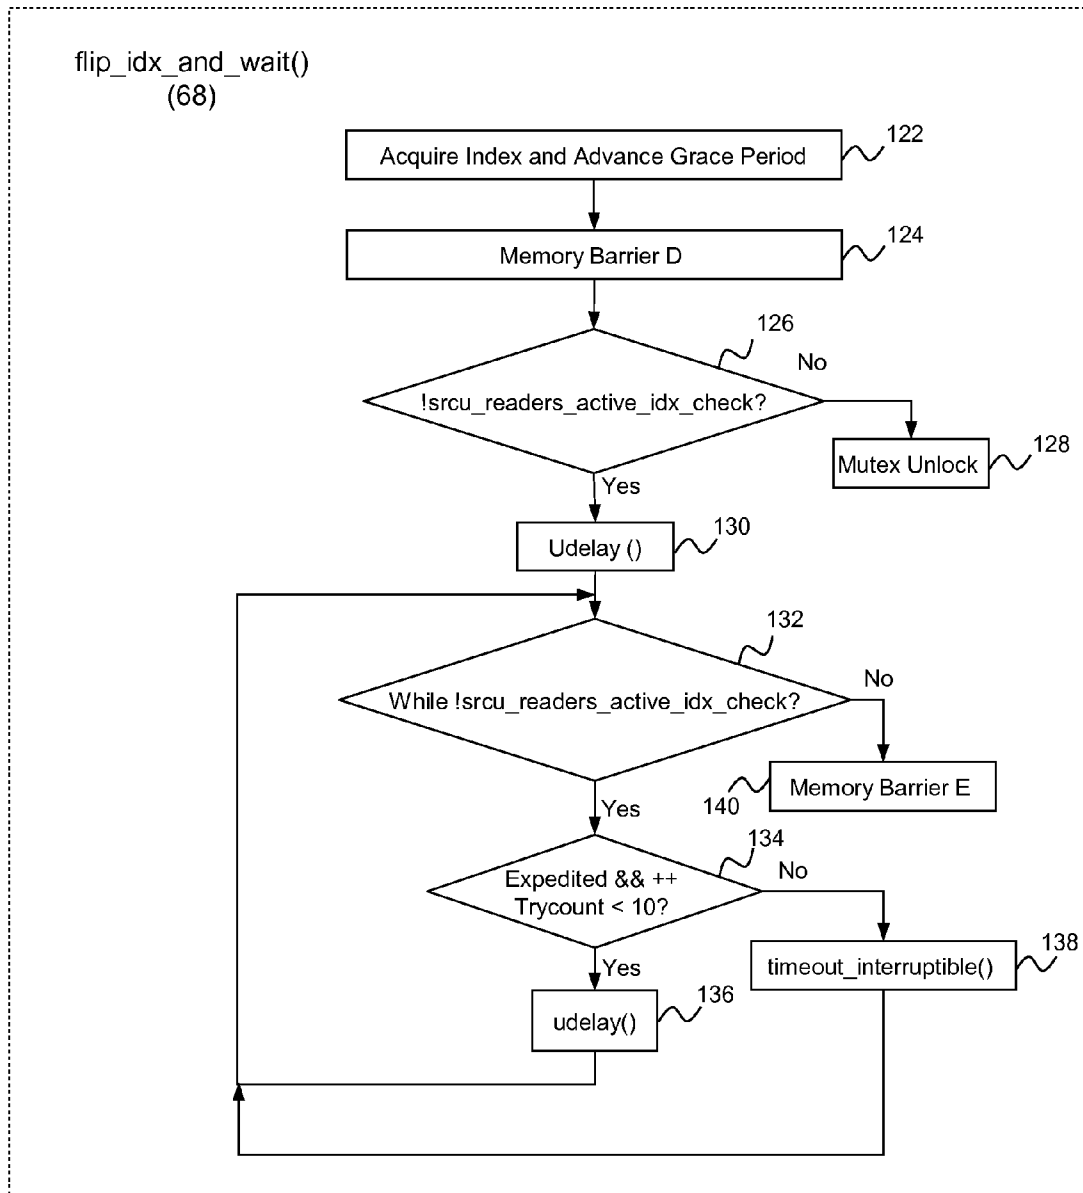 flip_idx_and_wait()
(68)
Acquire Index and Advance Grace Period
122
Memory Barrier D
124
126
No
!srcu_readers_active_idx_check?
Mutex Unlock
128
Yes
Udelay ()
130
132
No
While !srcu_readers_active_idx_check?
Memory Barrier E
140
Yes
134
No
Expedited && ++
Trycount < 10?
timeout_interruptible()
138
Yes
udelay()
136